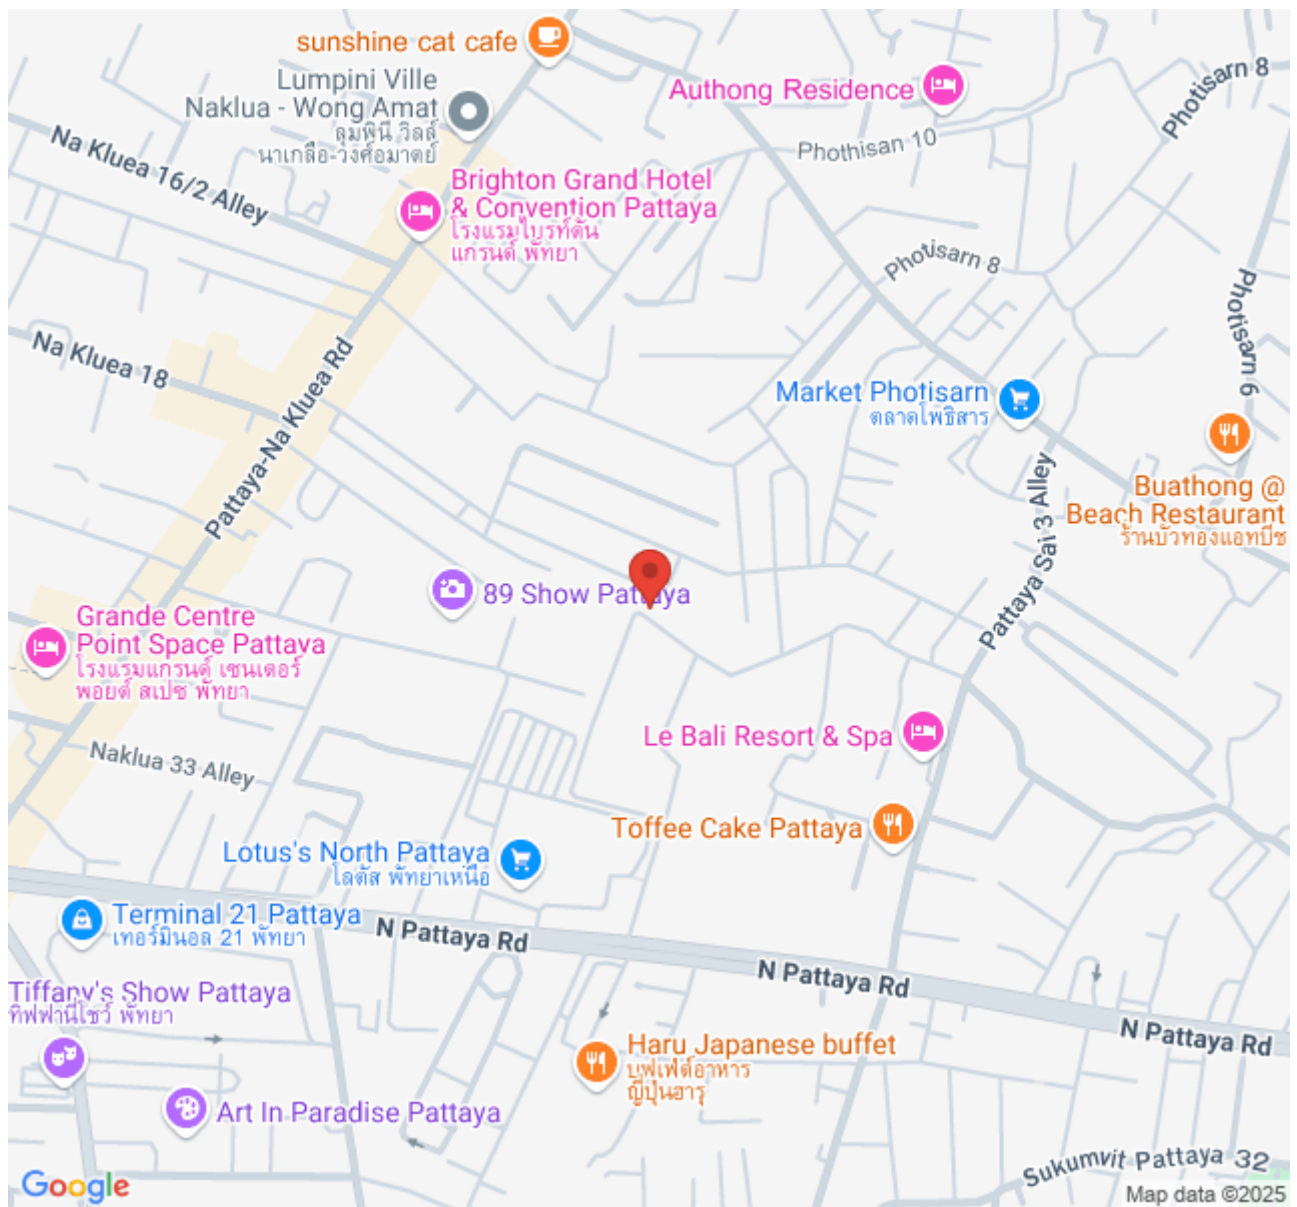 sunshine cat cafe
Lumpini Ville
Naklua - Wong Amat
ลุมพินี วิลล์
นาเกลือ-วงศ์อมาตย์
Authong Residence
Photisarn 8
Phothisan 10
Na Kluea 16/2 Alley
Brighton Grand Hotel
& Convention Pattaya
โรงแรมไบรท์ตัน
แกรนด์ พัทยา
Photisarn 8
Photisarn 6
Na Kluea 18
Pattaya-Na Kluea Rd
Market Photisarn
ตลาดโพธิสาร
Buathong @
Beach Restaurant
ร้านบัวทองแอทบีช
Pattaya Sai 3 Alley
89 Show Pattaya
Grande Centre
Point Space Pattaya
โรงแรมแกรนด์ เซนเตอร์
พอยต์ สเปซ พัทยา
Le Bali Resort & Spa
Naklua 33 Alley
Toffee Cake Pattaya
Lotus's North Pattaya
โลตัส พัทยาเหนือ
Terminal 21 Pattaya
เทอร์มินอล 21 พัทยา
N Pattaya Rd
N Pattaya Rd
N Pattaya Rd
Tiffany's Show Pattaya
ทิฟฟานีโชว์ พัทยา
Haru Japanese buffet
บุฟเฟ่ต์อาหาร
ญี่ปุ่นฮารุ
Art In Paradise Pattaya
Sukumvit Pattaya 32
Google
Map data ©2025